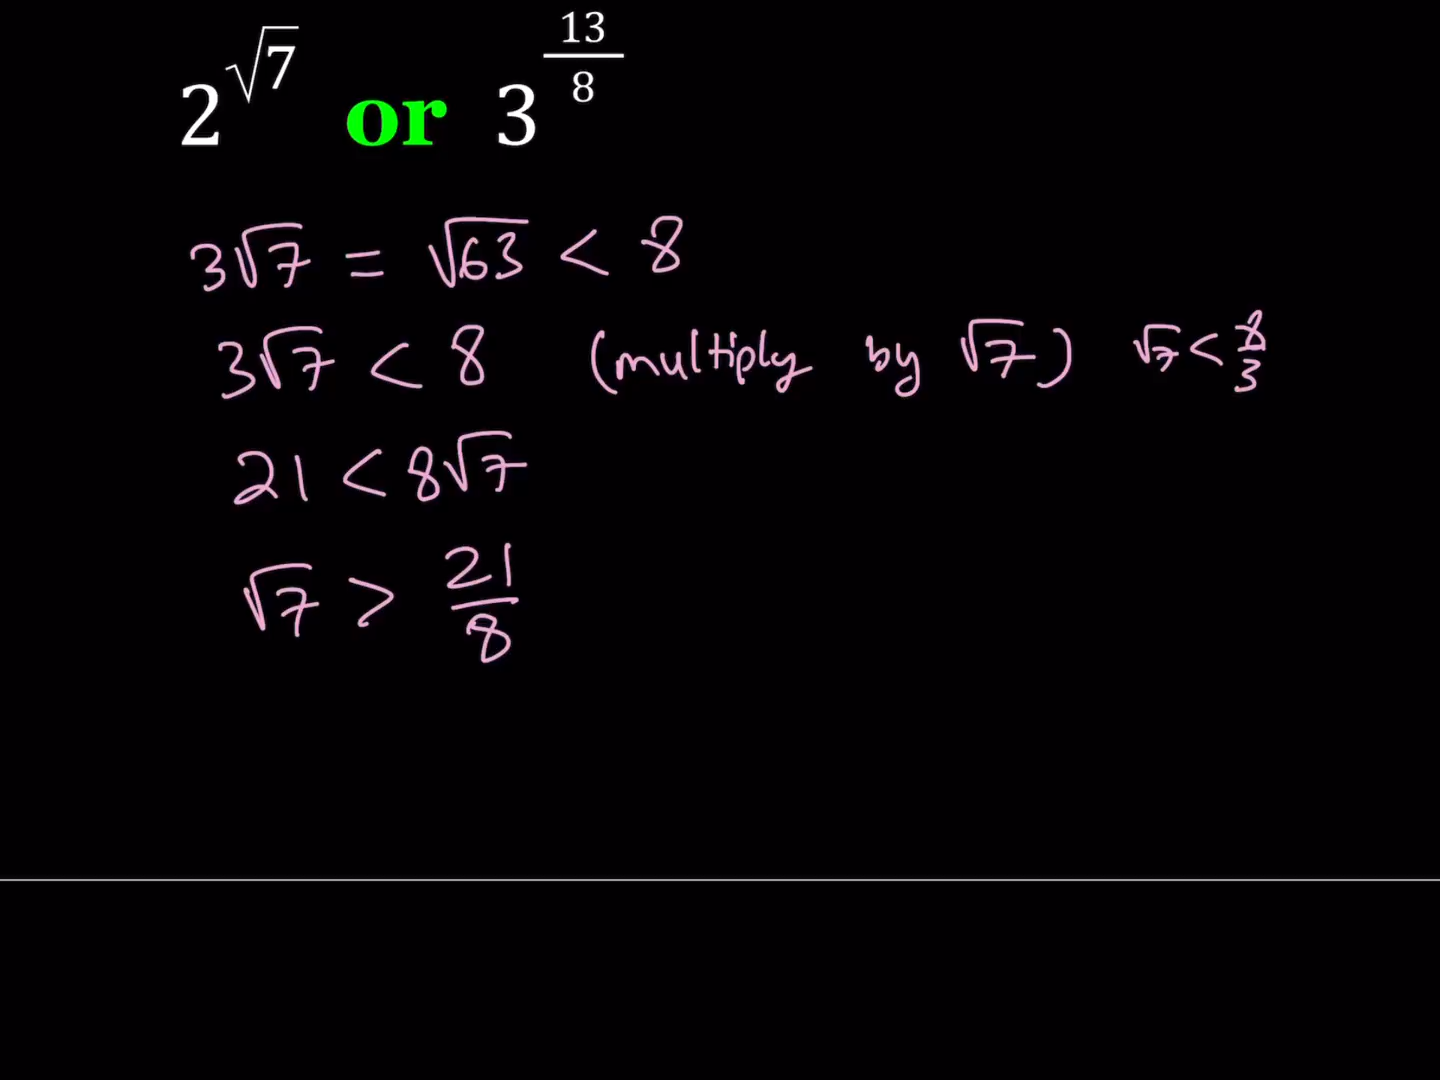 2^√7 or 3^(13/8)
3√7 = √63 < 8
3√7 < 8 (multiply by √7) √7 < 8/3
21 < 8√7
√7 > 21/8